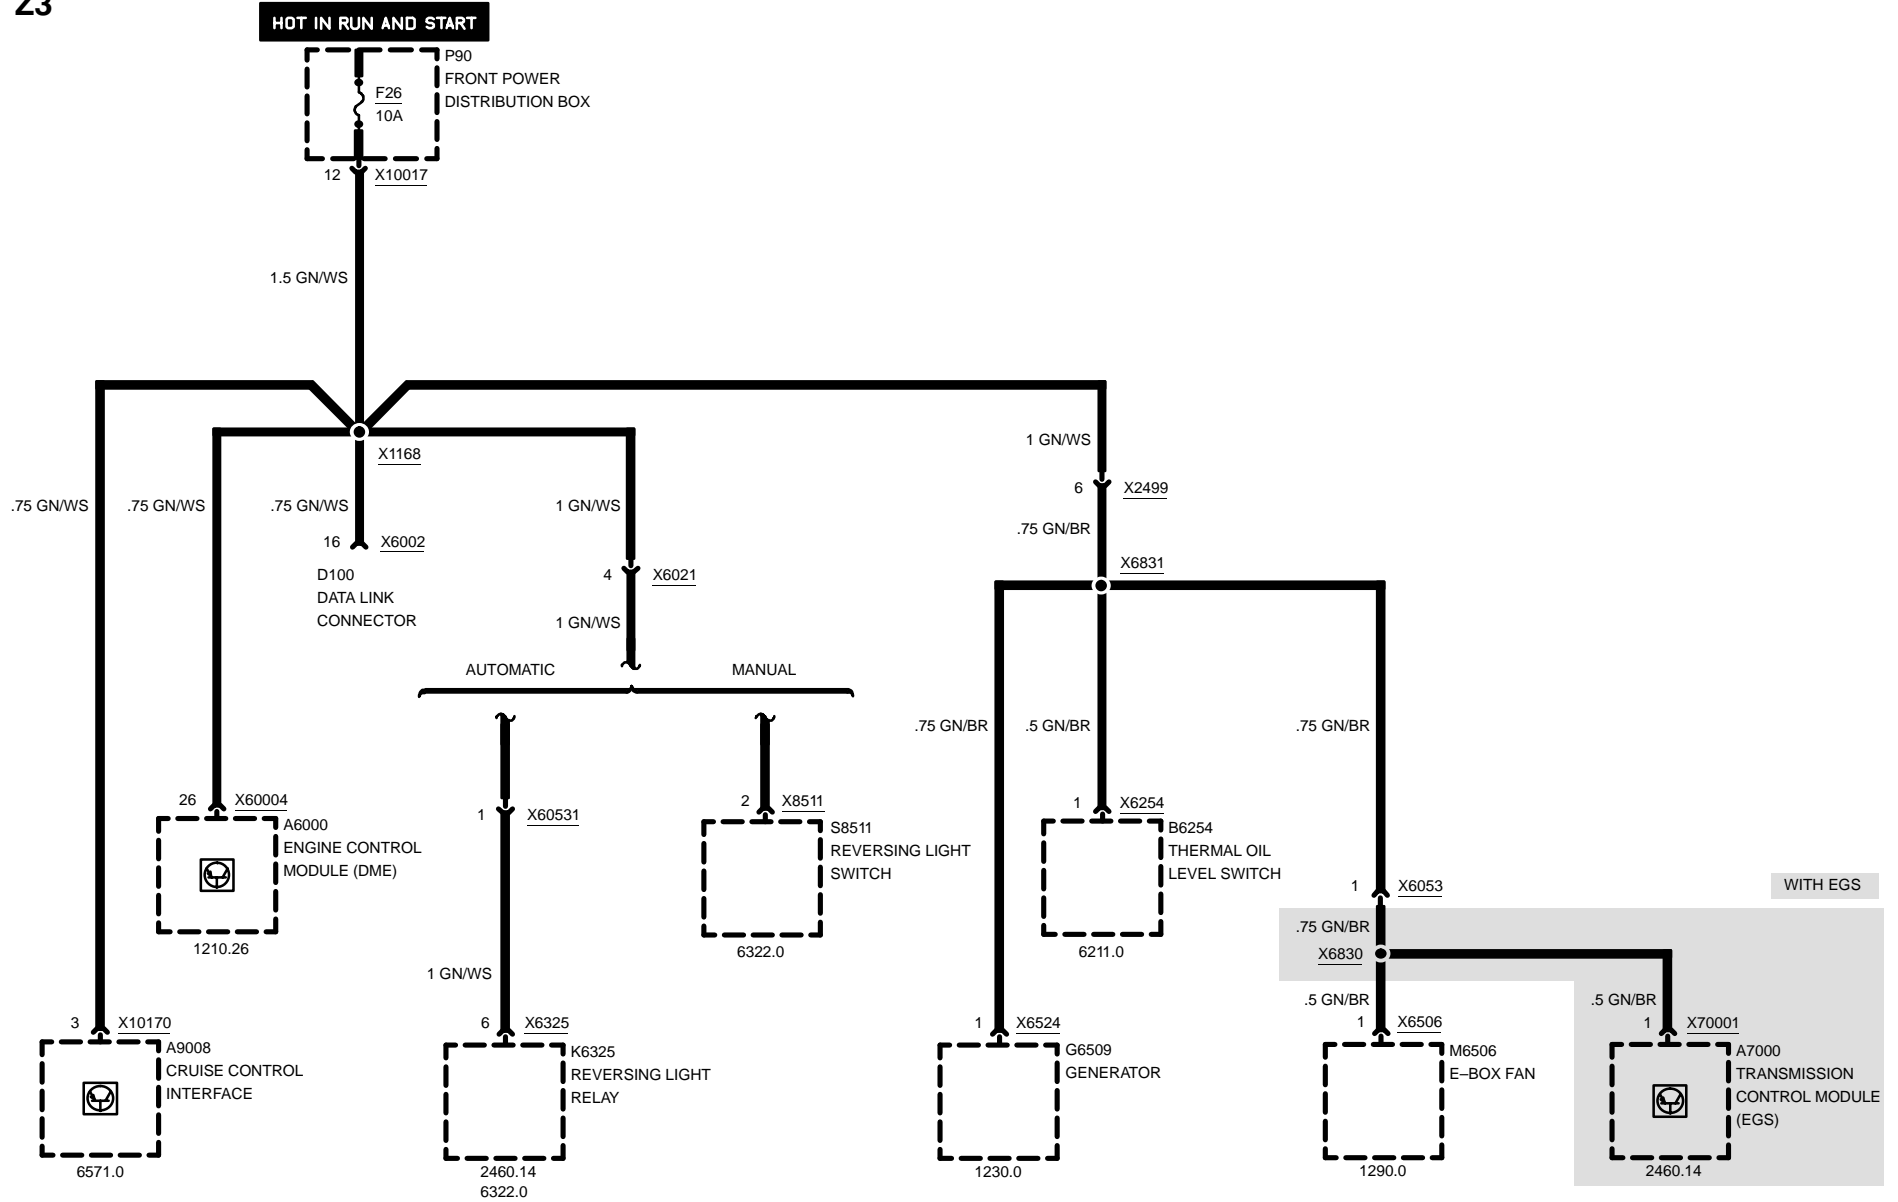 Z3
HOT IN RUN AND START
P90
FRONT POWER
DISTRIBUTION BOX
F26
10A
12 X10017
1.5 GN/WS
1 GN/WS
X1168
6 X2499
.75 GN/WS .75 GN/WS .75 GN/WS 1 GN/WS
.75 GN/BR
16 X6002
X6831
D100
DATA LINK
CONNECTOR
4 X6021
1 GN/WS
AUTOMATIC MANUAL
.75 GN/BR .5 GN/BR .75 GN/BR
26 X60004
A6000
ENGINE CONTROL
MODULE (DME)
1210.26
1 X60531
2 X8511
S8511
REVERSING LIGHT
SWITCH
6322.0
1 X6254
B6254
THERMAL OIL
LEVEL SWITCH
6211.0
1 X6053
WITH EGS
.75 GN/BR
X6830
1 GN/WS
.5 GN/BR .5 GN/BR
3 X10170
A9008
CRUISE CONTROL
INTERFACE
6571.0
6 X6325
K6325
REVERSING LIGHT
RELAY
2460.14
6322.0
1 X6524
G6509
GENERATOR
1230.0
1 X6506
M6506
E–BOX FAN
1290.0
1 X70001
A7000
TRANSMISSION
CONTROL MODULE
(EGS)
2460.14